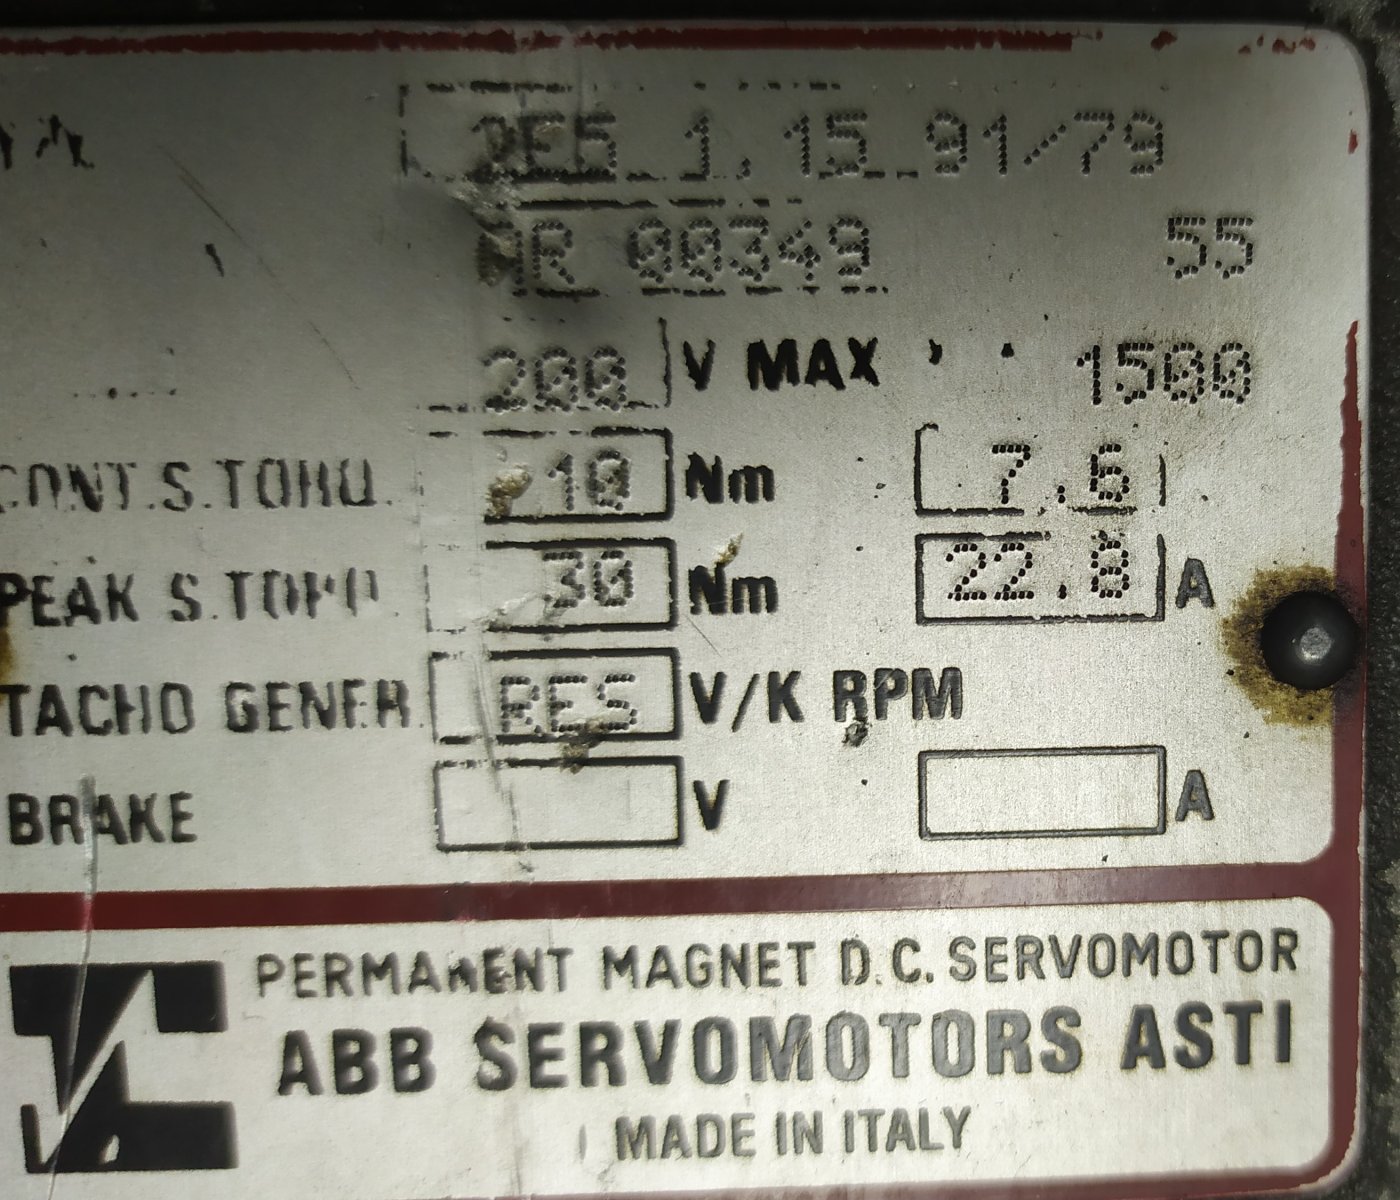 1.15 91/79
00349 55
200 V MAX 1500
CONT.S.TORQ. 10 Nm 7.6
PEAK S.TORQ. 30 Nm 22.8 A
TACHO GENER. RES V/K RPM
BRAKE V A
PERMANENT MAGNET D.C. SERVOMOTOR
ABB SERVOMOTORS ASTI
MADE IN ITALY